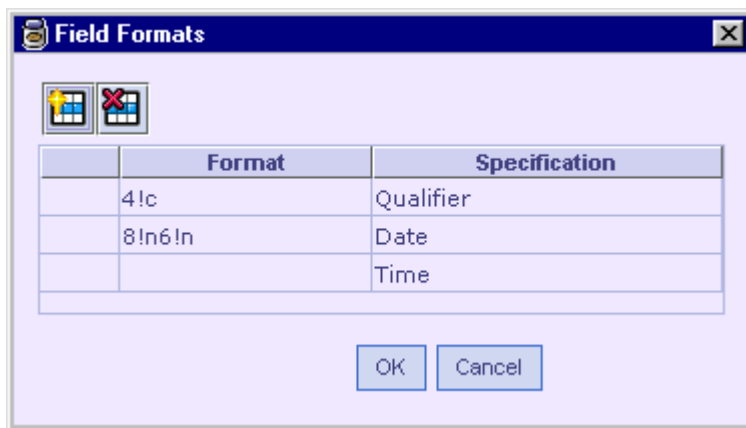 Field Formats
Format Specification
4!c Qualifier
8!n6!n Date
Time
OK Cancel